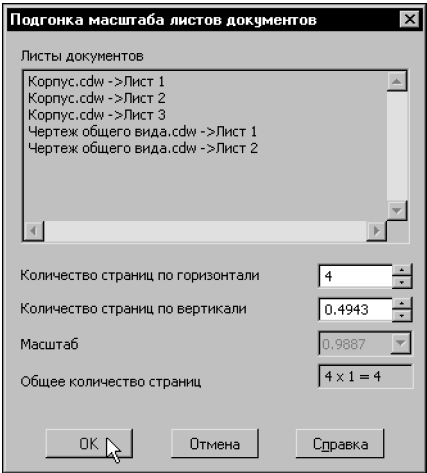 Подгонка масштаба листов документов
Листы документов
Корпус.cdw ->Лист 1
Корпус.cdw ->Лист 2
Корпус.cdw ->Лист 3
Чертеж общего вида.cdw ->Лист 1
Чертеж общего вида.cdw ->Лист 2
Количество страниц по горизонтали 4
Количество страниц по вертикали 0.4943
Масштаб 0.9887
Общее количество страниц 4 x 1 = 4
OK Отмена Справка